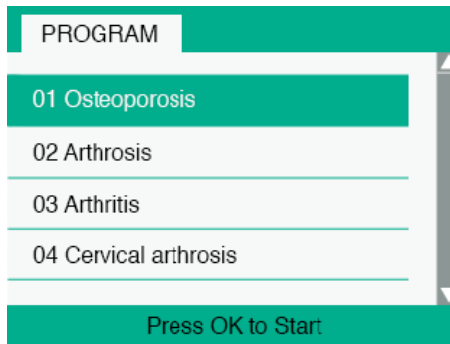 PROGRAM
01 Osteoporosis
02 Arthrosis
03 Arthritis
04 Cervical arthrosis
Press OK to Start